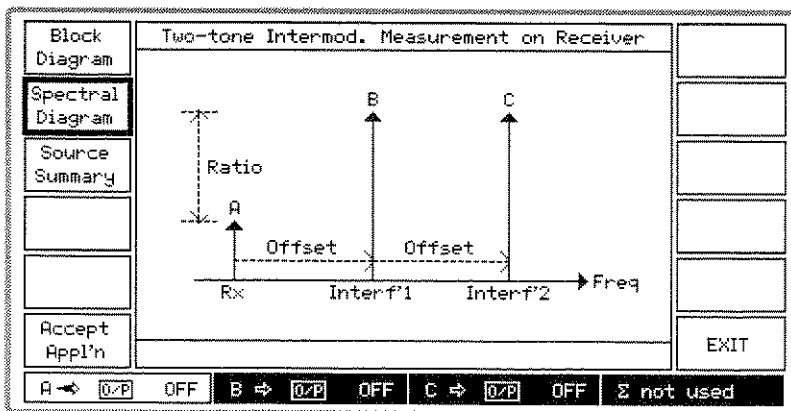 Two-tone Intermod. Measurement on Receiver
Block
Diagram
Spectral
Diagram
Source
Summary
Accept
Appl'n
B
C
Ratio
A
Offset
Offset
Freq
Rx
Interf'1
Interf'2
EXIT
A O/P OFF
B ⇨ O/P OFF
C ⇨ O/P OFF
Σ not used